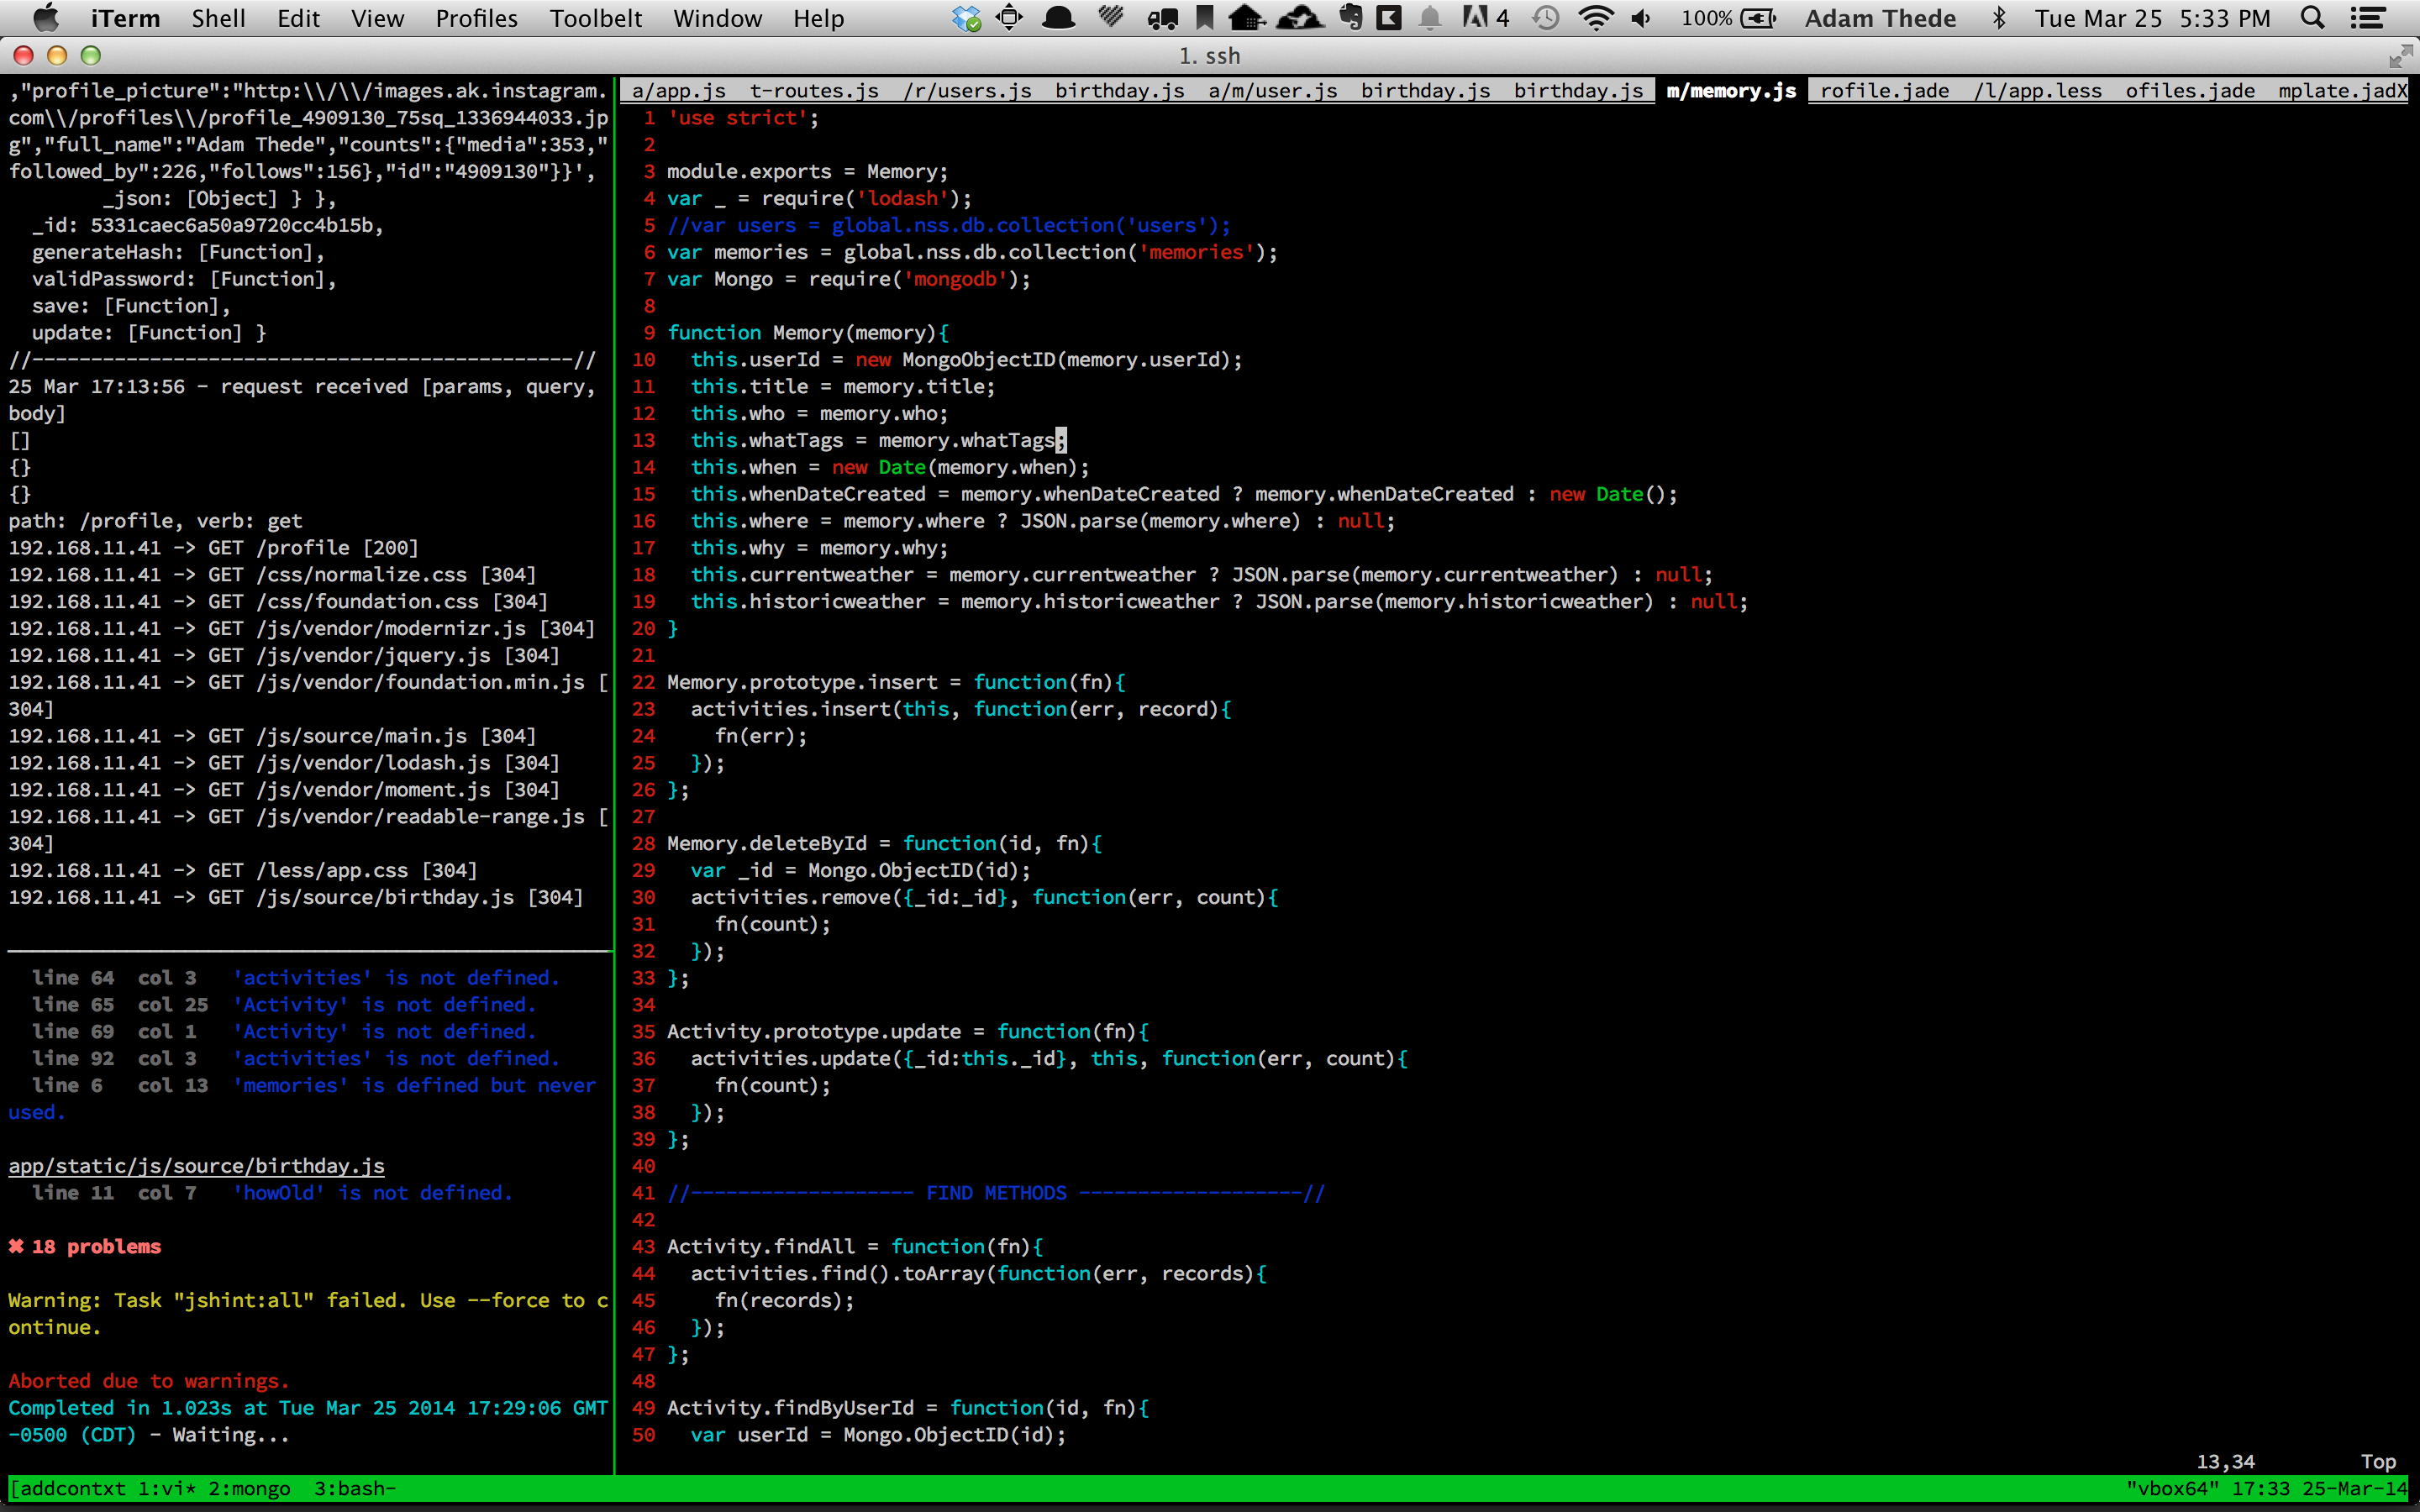 iTerm Shell Edit View Profiles Toolbelt Window Help 4 100% Adam Thede Tue Mar 25 5:33 PM
1. ssh
,"profile_picture":"http:\\/\\/images.ak.instagram.
com\\/profiles\\/profile_4909130_75sq_1336944033.jp
g","full_name":"Adam Thede","counts":{"media":353,"
followed_by":226,"follows":156},"id":"4909130"}}',
        _json: [Object] } },
  _id: 5331caec6a50a9720cc4b15b,
  generateHash: [Function],
  validPassword: [Function],
  save: [Function],
  update: [Function] }
//----------------------------------------------//
25 Mar 17:13:56 - request received [params, query,
body]
[]
{}
{}
path: /profile, verb: get
192.168.11.41 -> GET /profile [200]
192.168.11.41 -> GET /css/normalize.css [304]
192.168.11.41 -> GET /css/foundation.css [304]
192.168.11.41 -> GET /js/vendor/modernizr.js [304]
192.168.11.41 -> GET /js/vendor/jquery.js [304]
192.168.11.41 -> GET /js/vendor/foundation.min.js [
304]
192.168.11.41 -> GET /js/source/main.js [304]
192.168.11.41 -> GET /js/vendor/lodash.js [304]
192.168.11.41 -> GET /js/vendor/moment.js [304]
192.168.11.41 -> GET /js/vendor/readable-range.js [
304]
192.168.11.41 -> GET /less/app.css [304]
192.168.11.41 -> GET /js/source/birthday.js [304]
  line 64  col 3   'activities' is not defined.
  line 65  col 25  'Activity' is not defined.
  line 69  col 1   'Activity' is not defined.
  line 92  col 3   'activities' is not defined.
  line 6   col 13  'memories' is defined but never
used.
app/static/js/source/birthday.js
  line 11  col 7   'howOld' is not defined.
✖ 18 problems
Warning: Task "jshint:all" failed. Use --force to c
ontinue.
Aborted due to warnings.
Completed in 1.023s at Tue Mar 25 2014 17:29:06 GMT
-0500 (CDT) - Waiting...
a/app.js  t-routes.js  /r/users.js  birthday.js  a/m/user.js  birthday.js  birthday.js  m/memory.js  rofile.jade  /l/app.less  ofiles.jade  mplate.jadX
1 'use strict';
2
3 module.exports = Memory;
4 var _ = require('lodash');
5 //var users = global.nss.db.collection('users');
6 var memories = global.nss.db.collection('memories');
7 var Mongo = require('mongodb');
8
9 function Memory(memory){
10   this.userId = new MongoObjectID(memory.userId);
11   this.title = memory.title;
12   this.who = memory.who;
13   this.whatTags = memory.whatTags;
14   this.when = new Date(memory.when);
15   this.whenDateCreated = memory.whenDateCreated ? memory.whenDateCreated : new Date();
16   this.where = memory.where ? JSON.parse(memory.where) : null;
17   this.why = memory.why;
18   this.currentweather = memory.currentweather ? JSON.parse(memory.currentweather) : null;
19   this.historicweather = memory.historicweather ? JSON.parse(memory.historicweather) : null;
20 }
21
22 Memory.prototype.insert = function(fn){
23   activities.insert(this, function(err, record){
24     fn(err);
25   });
26 };
27
28 Memory.deleteById = function(id, fn){
29   var _id = Mongo.ObjectID(id);
30   activities.remove({_id:_id}, function(err, count){
31     fn(count);
32   });
33 };
34
35 Activity.prototype.update = function(fn){
36   activities.update({_id:this._id}, this, function(err, count){
37     fn(count);
38   });
39 };
40
41 //------------------- FIND METHODS -------------------//
42
43 Activity.findAll = function(fn){
44   activities.find().toArray(function(err, records){
45     fn(records);
46   });
47 };
48
49 Activity.findByUserId = function(id, fn){
50   var userId = Mongo.ObjectID(id);
13,34 Top
[addcontxt 1:vi* 2:mongo  3:bash- "vbox64" 17:33 25-Mar-14